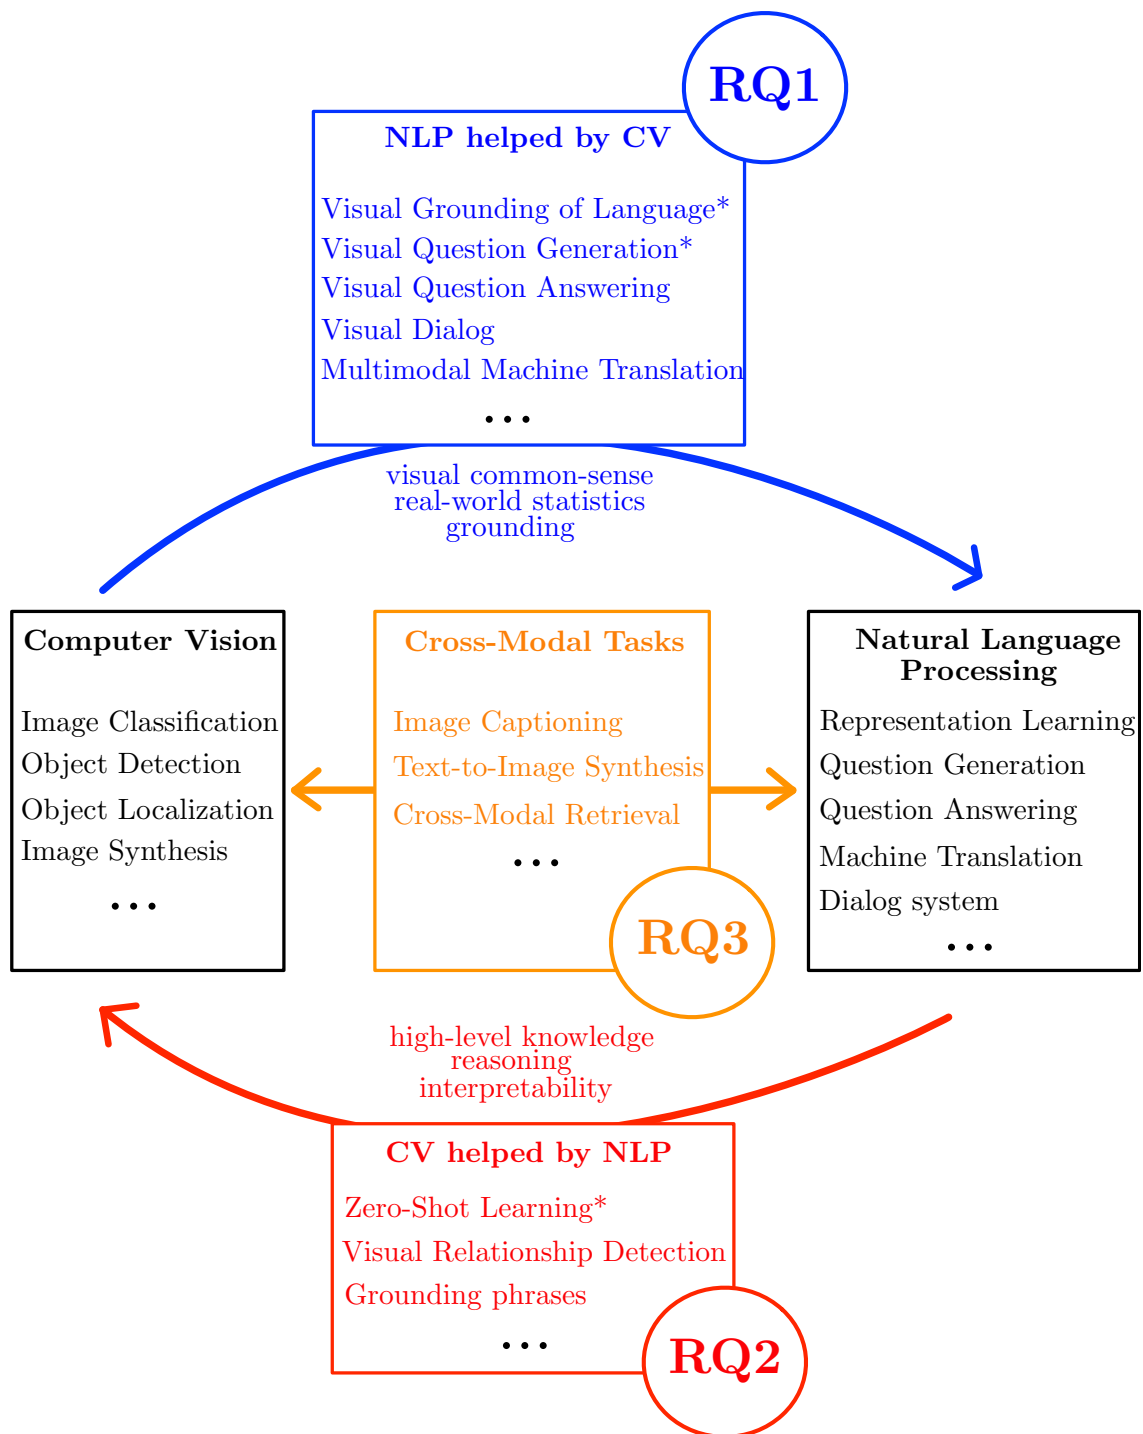 RQ1
NLP helped by CV
Visual Grounding of Language*
Visual Question Generation*
Visual Question Answering
Visual Dialog
Multimodal Machine Translation
...
visual common-sense
real-world statistics
grounding
Computer Vision
Image Classification
Object Detection
Object Localization
Image Synthesis
...
Cross-Modal Tasks
Image Captioning
Text-to-Image Synthesis
Cross-Modal Retrieval
...
RQ3
Natural Language
Processing
Representation Learning
Question Generation
Question Answering
Machine Translation
Dialog system
...
high-level knowledge
reasoning
interpretability
CV helped by NLP
Zero-Shot Learning*
Visual Relationship Detection
Grounding phrases
...
RQ2